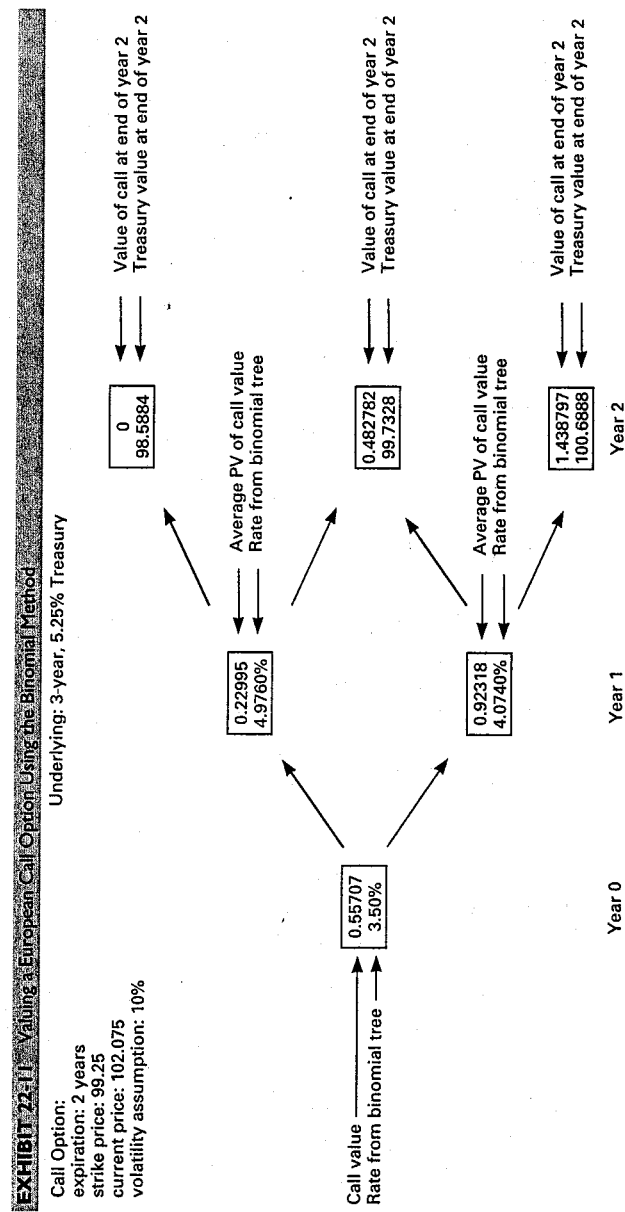 EXHIBIT 22-11 Valuing a European Call Option Using the Binomial Method
Underlying: 3-year, 5.25% Treasury
Call Option:
expiration: 2 years
strike price: 99.25
current price: 102.075
volatility assumption: 10%
0
98.5884
Value of call at end of year 2
Treasury value at end of year 2
0.22995
4.9760%
Average PV of call value
Rate from binomial tree
Call value
Rate from binomial tree
0.55707
3.50%
0.482782
99.7328
Value of call at end of year 2
Treasury value at end of year 2
0.92318
4.0740%
Average PV of call value
Rate from binomial tree
1.438797
100.6888
Value of call at end of year 2
Treasury value at end of year 2
Year 0
Year 1
Year 2